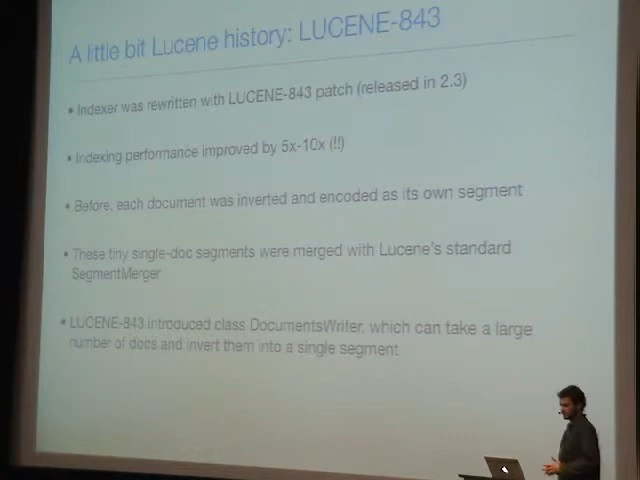 A little bit Lucene history: LUCENE-843
• Indexer was rewritten with LUCENE-843 patch (released in 2.3)
• Indexing performance improved by 5x-10x (!!)
• Before, each document was inverted and encoded as its own segment
• These tiny single-doc segments were merged with Lucene's standard
SegmentMerger
• LUCENE-843 introduced class DocumentsWriter, which can take a large
number of docs and invert them into a single segment